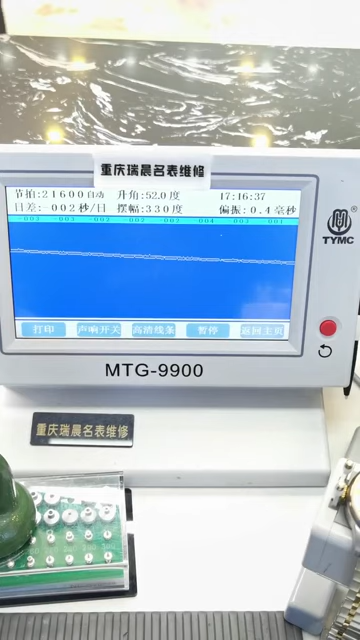 重庆瑞晨名表维修
节拍:21600自动 升角:52.0度 17:16:37
日差:-002秒/日 摆幅:330度 偏振:0.4毫秒
打印 声响开关 高清线条 暂停 返回主页
®
TYMC
MTG-9900
重庆瑞晨名表维修